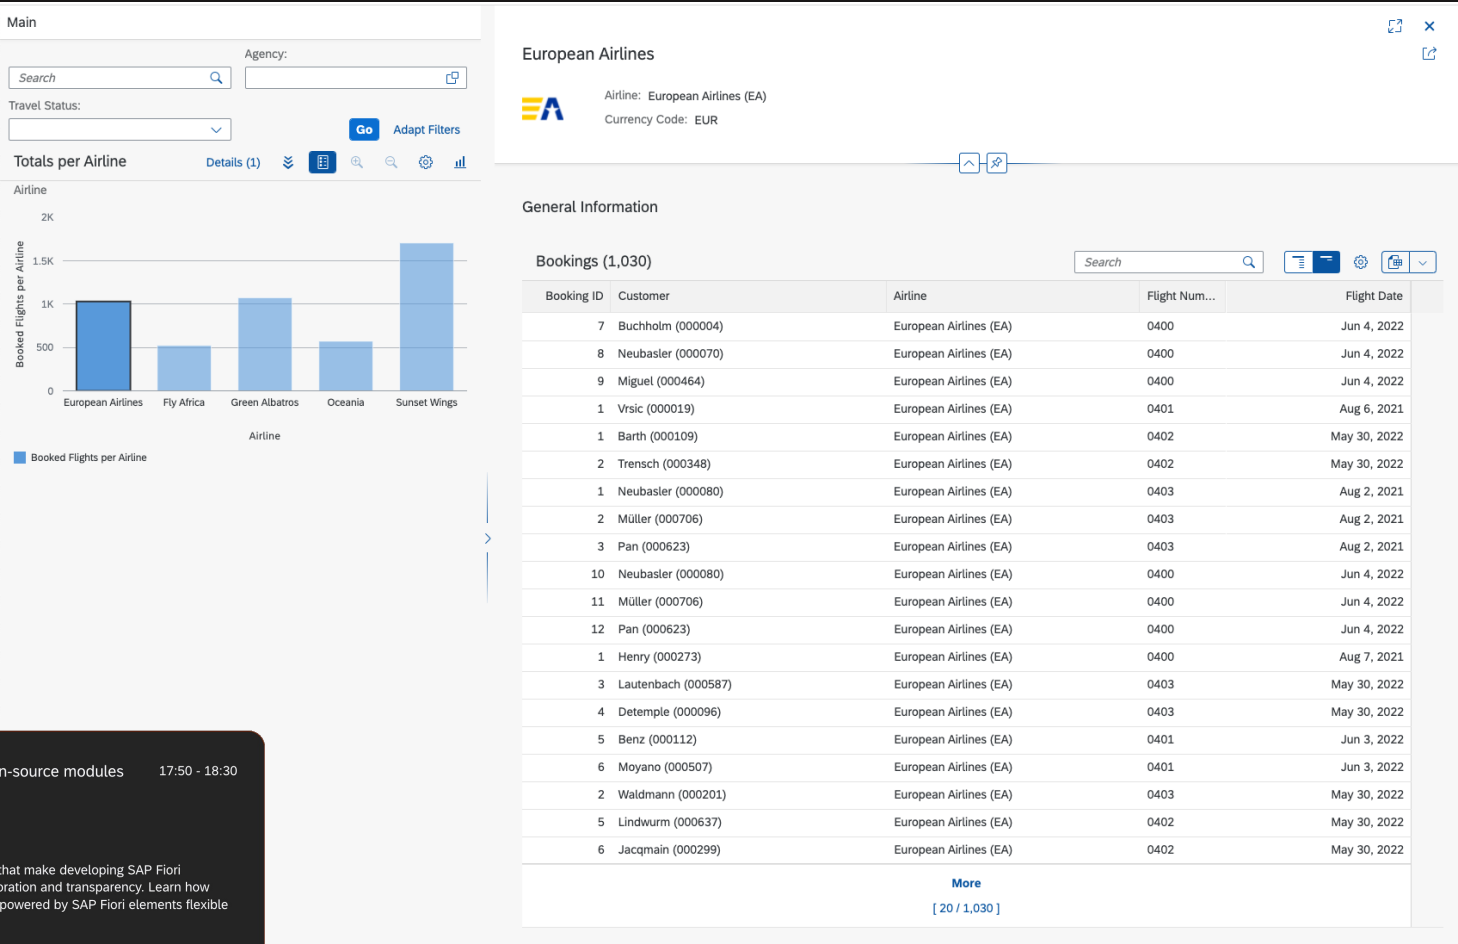 Main
Agency:
Search
Travel Status:
Go
Adapt Filters
Totals per Airline
Details (1)
Airline
2K
1.5K
1K
500
0
Booked Flights per Airline
European Airlines
Fly Africa
Green Albatros
Oceania
Sunset Wings
Airline
Booked Flights per Airline
n-source modules 17:50 - 18:30
that make developing SAP Fiori
oration and transparency. Learn how
powered by SAP Fiori elements flexible
European Airlines
EA
Airline: European Airlines (EA)
Currency Code: EUR
General Information
Bookings (1,030)
Search
Booking ID Customer Airline Flight Num... Flight Date
7 Buchholm (000004) European Airlines (EA) 0400 Jun 4, 2022
8 Neubasler (000070) European Airlines (EA) 0400 Jun 4, 2022
9 Miguel (000464) European Airlines (EA) 0400 Jun 4, 2022
1 Vrsic (000019) European Airlines (EA) 0401 Aug 6, 2021
1 Barth (000109) European Airlines (EA) 0402 May 30, 2022
2 Trensch (000348) European Airlines (EA) 0402 May 30, 2022
1 Neubasler (000080) European Airlines (EA) 0403 Aug 2, 2021
2 Müller (000706) European Airlines (EA) 0403 Aug 2, 2021
3 Pan (000623) European Airlines (EA) 0403 Aug 2, 2021
10 Neubasler (000080) European Airlines (EA) 0400 Jun 4, 2022
11 Müller (000706) European Airlines (EA) 0400 Jun 4, 2022
12 Pan (000623) European Airlines (EA) 0400 Jun 4, 2022
1 Henry (000273) European Airlines (EA) 0400 Aug 7, 2021
3 Lautenbach (000587) European Airlines (EA) 0403 May 30, 2022
4 Detemple (000096) European Airlines (EA) 0403 May 30, 2022
5 Benz (000112) European Airlines (EA) 0401 Jun 3, 2022
6 Moyano (000507) European Airlines (EA) 0401 Jun 3, 2022
2 Waldmann (000201) European Airlines (EA) 0403 May 30, 2022
5 Lindwurm (000637) European Airlines (EA) 0402 May 30, 2022
6 Jacqmain (000299) European Airlines (EA) 0402 May 30, 2022
More
[ 20 / 1,030 ]